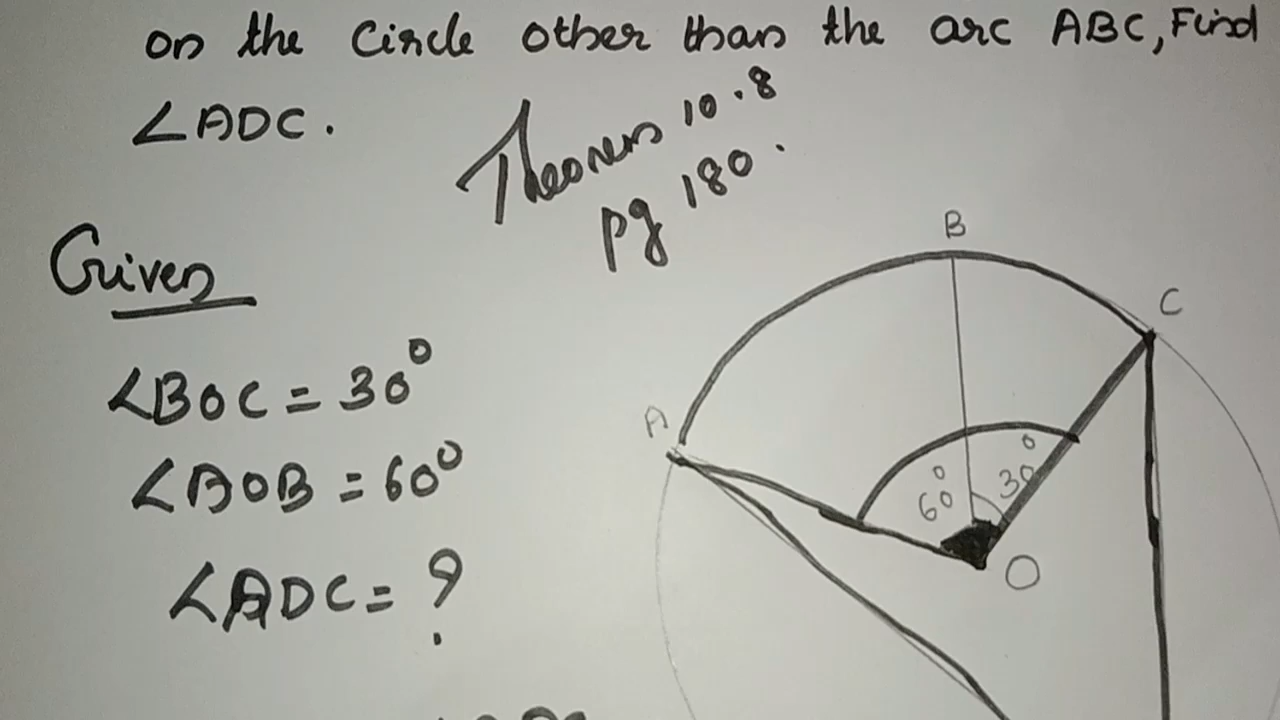 on the circle other than the arc ABC, Find
∠ADC.
Theorem 10.8
pg 180.
Given
∠BOC = 30°
∠AOB = 60°
∠ADC = ?
B
C
A
60°
30°
O